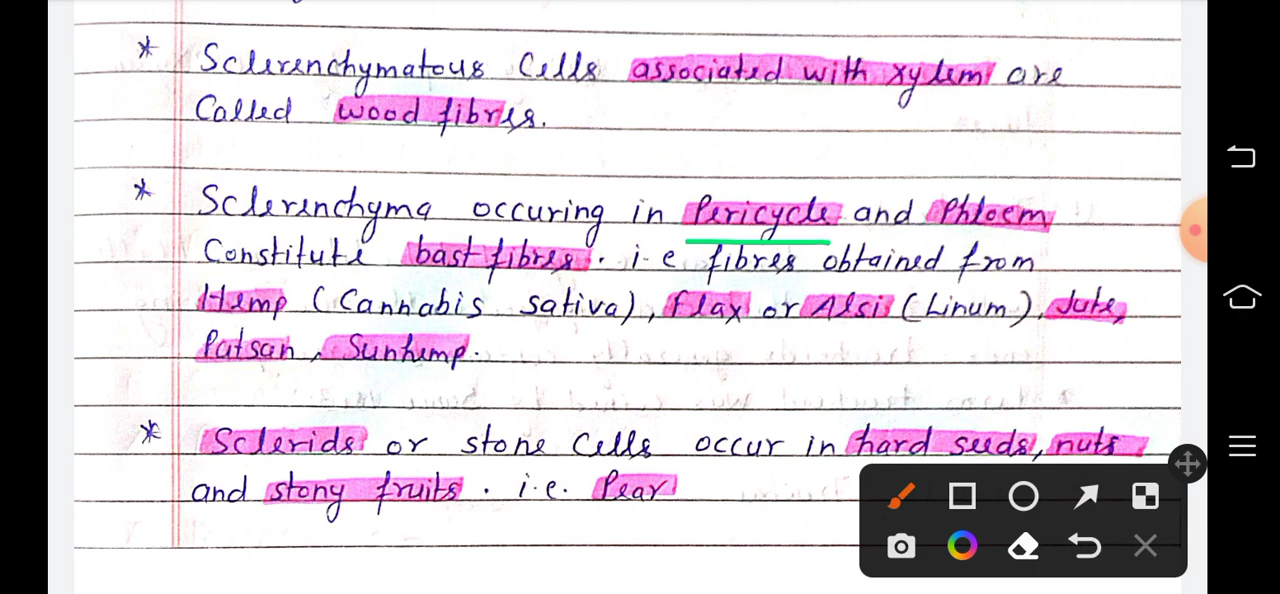 * Sclerenchymatous Cells associated with xylem are
Called wood fibres.
* Sclerenchyma occuring in Pericycle and Phloem
Constitute bast fibres. i.e fibres obtained from
Hemp (Cannabis sativa), flax or Alsi (Linum), Jute,
Patsan, Sunhemp.
* Sclerids or stone Cells occur in hard seeds, nuts
and stony fruits. i.e. Pear